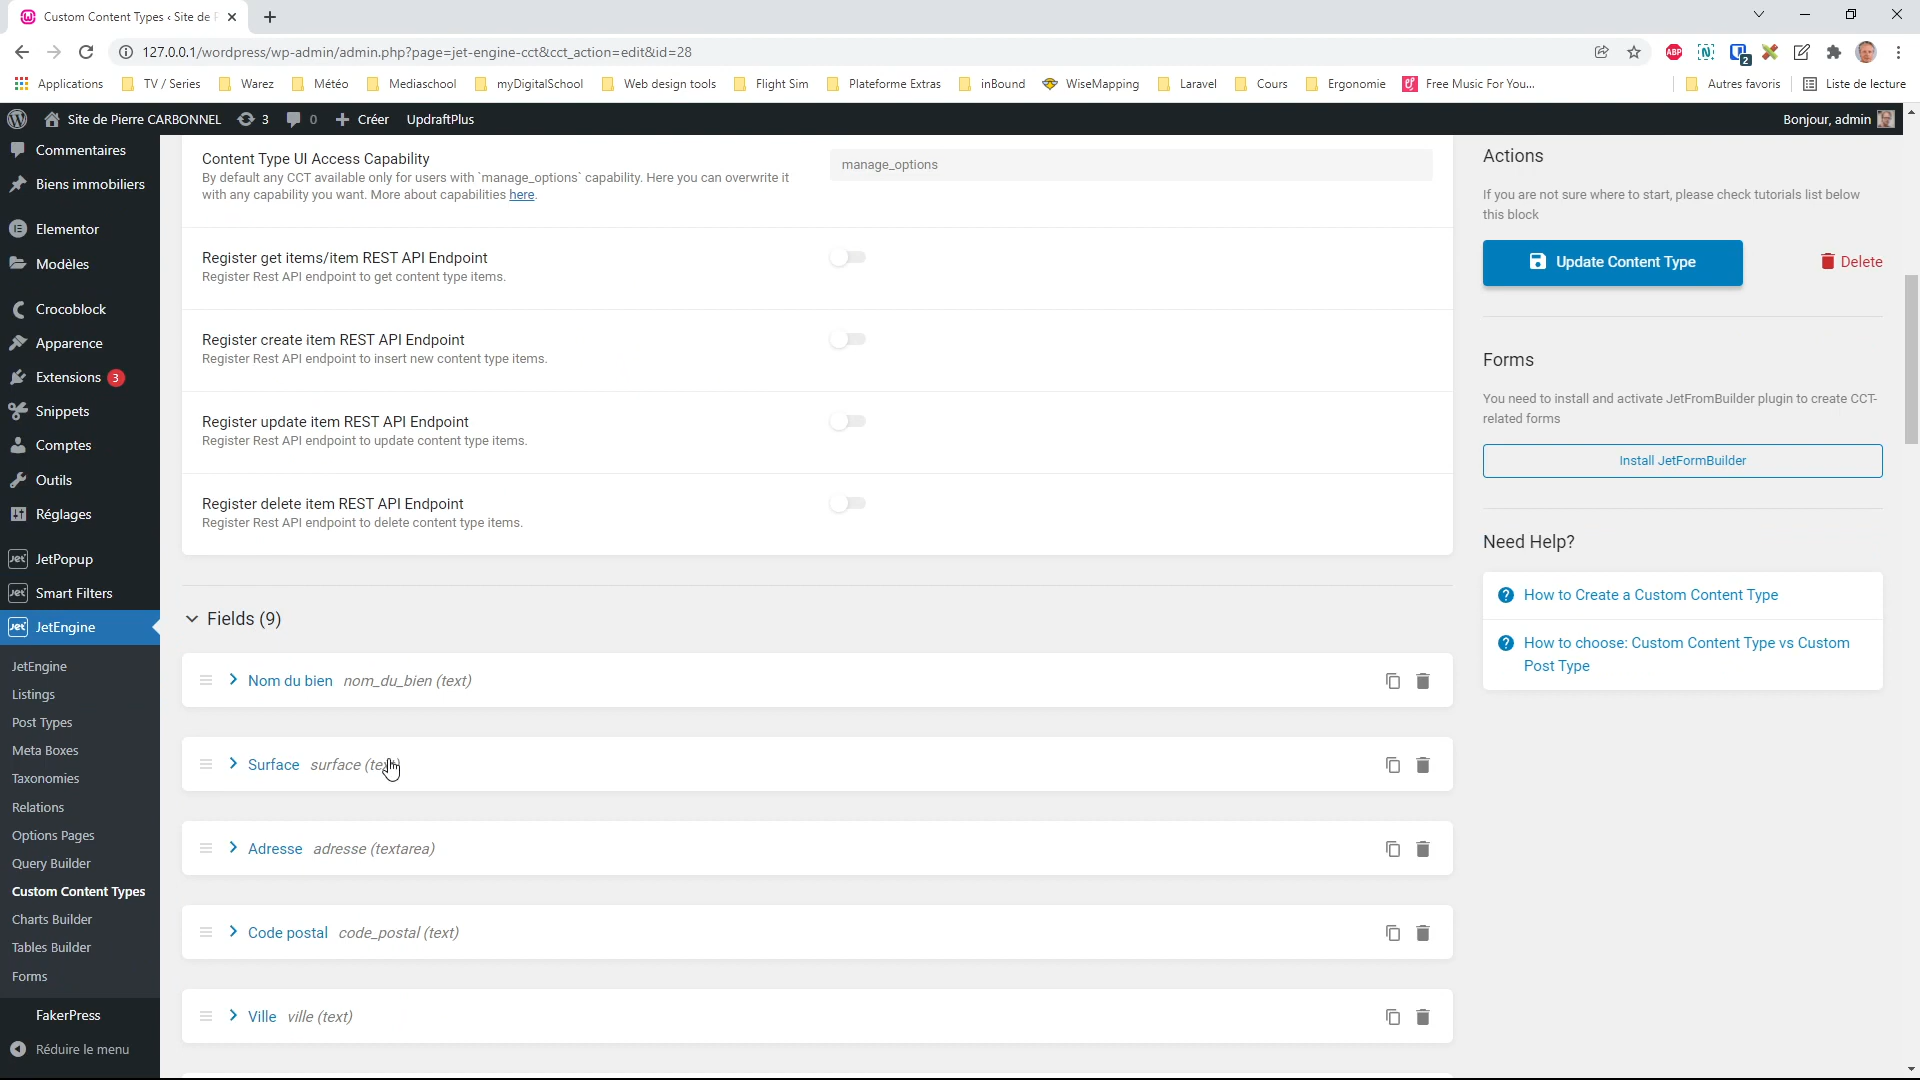 Custom Content Types ‹ Site de P
127.0.0.1/wordpress/wp-admin/admin.php?page=jet-engine-cct&cct_action=edit&id=28
ABP
2
Applications
TV / Series
Warez
Météo
Mediaschool
myDigitalSchool
Web design tools
Flight Sim
Plateforme Extras
inBound
WiseMapping
Laravel
Cours
Ergonomie
Free Music For You...
Autres favoris
Liste de lecture
Site de Pierre CARBONNEL
3
0
Créer
UpdraftPlus
Bonjour, admin
Commentaires
Biens immobiliers
Elementor
Modèles
Crocoblock
Apparence
Extensions 3
Snippets
Comptes
Outils
Réglages
JetPopup
Smart Filters
JetEngine
JetEngine
Listings
Post Types
Meta Boxes
Taxonomies
Relations
Options Pages
Query Builder
Custom Content Types
Charts Builder
Tables Builder
Forms
FakerPress
Réduire le menu
Content Type UI Access Capability
By default any CCT available only for users with `manage_options` capability. Here you can overwrite it
with any capability you want. More about capabilities here.
manage_options
Register get items/item REST API Endpoint
Register Rest API endpoint to get content type items.
Register create item REST API Endpoint
Register Rest API endpoint to insert new content type items.
Register update item REST API Endpoint
Register Rest API endpoint to update content type items.
Register delete item REST API Endpoint
Register Rest API endpoint to delete content type items.
Fields (9)
Nom du bien nom_du_bien (text)
Surface surface (text)
Adresse adresse (textarea)
Code postal code_postal (text)
Ville ville (text)
Actions
If you are not sure where to start, please check tutorials list below
this block
Update Content Type
Delete
Forms
You need to install and activate JetFromBuilder plugin to create CCT-
related forms
Install JetFormBuilder
Need Help?
How to Create a Custom Content Type
How to choose: Custom Content Type vs Custom
Post Type